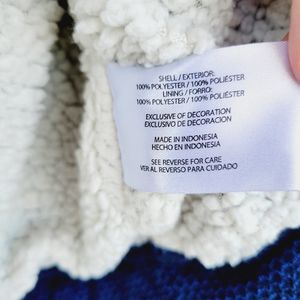 SHELL / EXTERIOR:
100% POLYESTER / 100% POLIÉSTER
LINING / FORRO:
100% POLYESTER / 100% POLIÉSTER
EXCLUSIVE OF DECORATION
EXCLUSIVO DE DECORACIÓN
MADE IN INDONESIA
HECHO EN INDONESIA
SEE REVERSE FOR CARE
VER AL REVERSO PARA CUIDADO